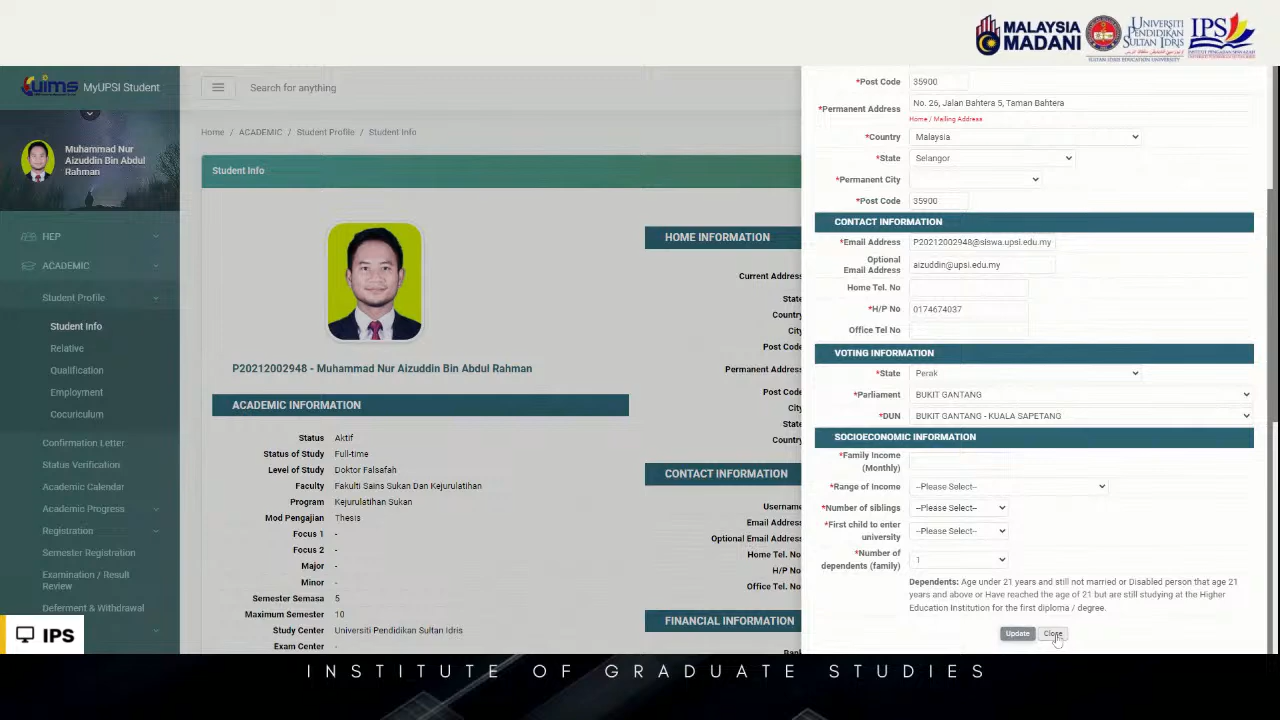 MALAYSIA
MADANI
UNIVERSITI
PENDIDIKAN
SULTAN IDRIS
SULTAN IDRIS EDUCATION UNIVERSITY
IPS
uims MyUPSI Student
Search for anything
Muhammad Nur
Aizuddin Bin Abdul
Rahman
HEP
ACADEMIC
Student Profile
Student Info
Relative
Qualification
Employment
Cocuriculum
Confirmation Letter
Status Verification
Academic Calendar
Academic Progress
Registration
Semester Registration
Examination / Result
Review
Deferment & Withdrawal
IPS
Home / ACADEMIC / Student Profile / Student Info
Student Info
P20212002948 - Muhammad Nur Aizuddin Bin Abdul Rahman
ACADEMIC INFORMATION
Status Aktif
Status of Study Full-time
Level of Study Doktor Falsafah
Faculty Fakulti Sains Sukan Dan Kejurulatihan
Program Kejurulatihan Sukan
Mod Pengajian Thesis
Focus 1 -
Focus 2 -
Major -
Minor -
Semester Semasa 5
Maximum Semester 10
Study Center Universiti Pendidikan Sultan Idris
Exam Center -
HOME INFORMATION
Current Address
State
Country
City
Post Code
Permanent Address
Post Code
City
State
Country
CONTACT INFORMATION
Username
Email Address
Optional Email Address
Home Tel. No
H/P No
Office Tel. No
FINANCIAL INFORMATION
*Post Code 35900
*Permanent Address No. 26, Jalan Bahtera 5, Taman Bahtera
Home / Mailing Address
*Country Malaysia
*State Selangor
*Permanent City
*Post Code 35900
CONTACT INFORMATION
*Email Address P20212002948@siswa.upsi.edu.my
Optional
Email Address aizuddin@upsi.edu.my
Home Tel. No
*H/P No 0174674037
Office Tel No
VOTING INFORMATION
*State Perak
*Parliament BUKIT GANTANG
*DUN BUKIT GANTANG - KUALA SAPETANG
SOCIOECONOMIC INFORMATION
*Family Income
(Monthly)
*Range of Income --Please Select--
*Number of siblings --Please Select--
*First child to enter
university --Please Select--
*Number of
dependents (family) 1
Dependents: Age under 21 years and still not married or Disabled person that age 21
years and above or Have reached the age of 21 but are still studying at the Higher
Education Institution for the first diploma / degree.
Update Close
INSTITUTE OF GRADUATE STUDIES